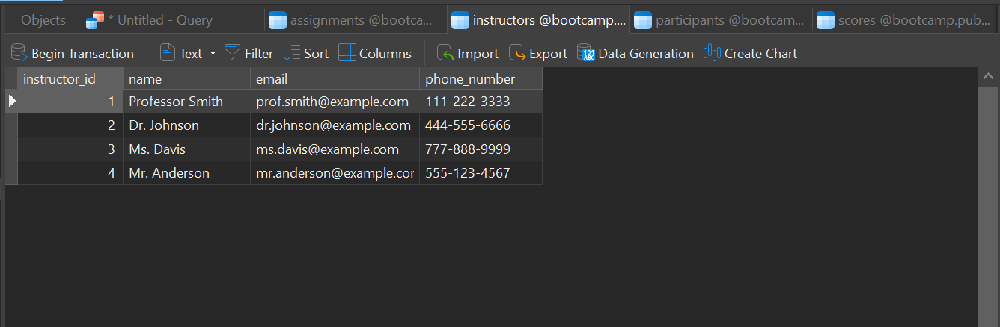 Objects * Untitled - Query assignments @bootca... instructors @bootcamp.... participants @bootcam... scores @bootcamp.pub...
Begin Transaction Text Filter Sort Columns Import Export 101 ABC Data Generation Create Chart
instructor_id name email phone_number
1 Professor Smith prof.smith@example.com 111-222-3333
2 Dr. Johnson dr.johnson@example.com 444-555-6666
3 Ms. Davis ms.davis@example.com 777-888-9999
4 Mr. Anderson mr.anderson@example.cor 555-123-4567